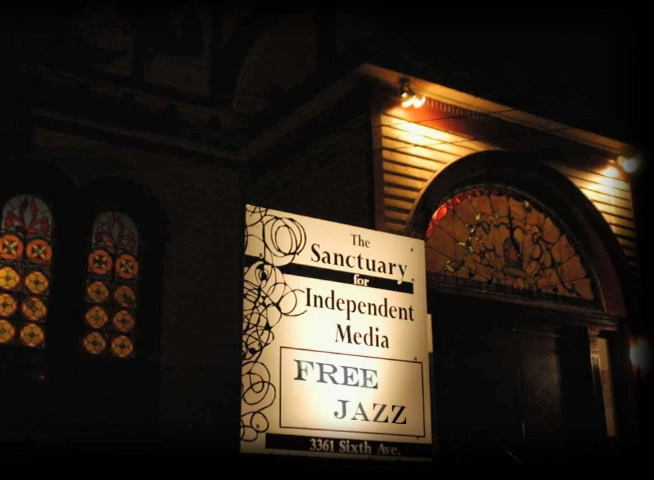 The
Sanctuary
for
Independent
Media
FREE
JAZZ
3361 Sixth Ave.